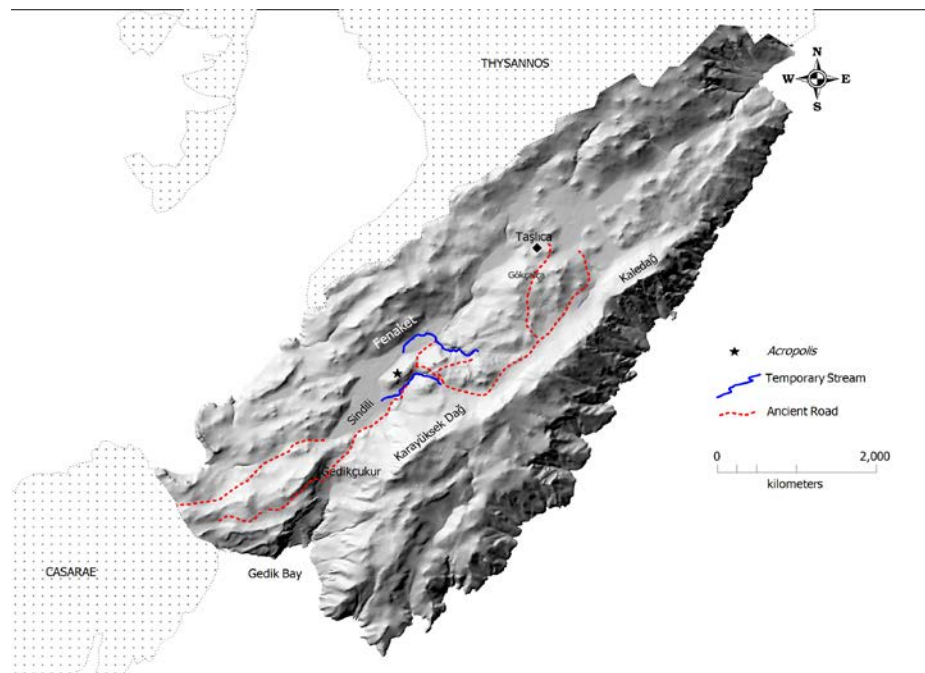 THYSANNOS
N
W E
S
Taşlıca
Gökçalça
Kaledağ
Fenaket
Acropolis
Temporary Stream
Sindili
Ancient Road
Karayüksek Dağ
Gedikçukur
0 2,000
kilometers
CASARAE
Gedik Bay